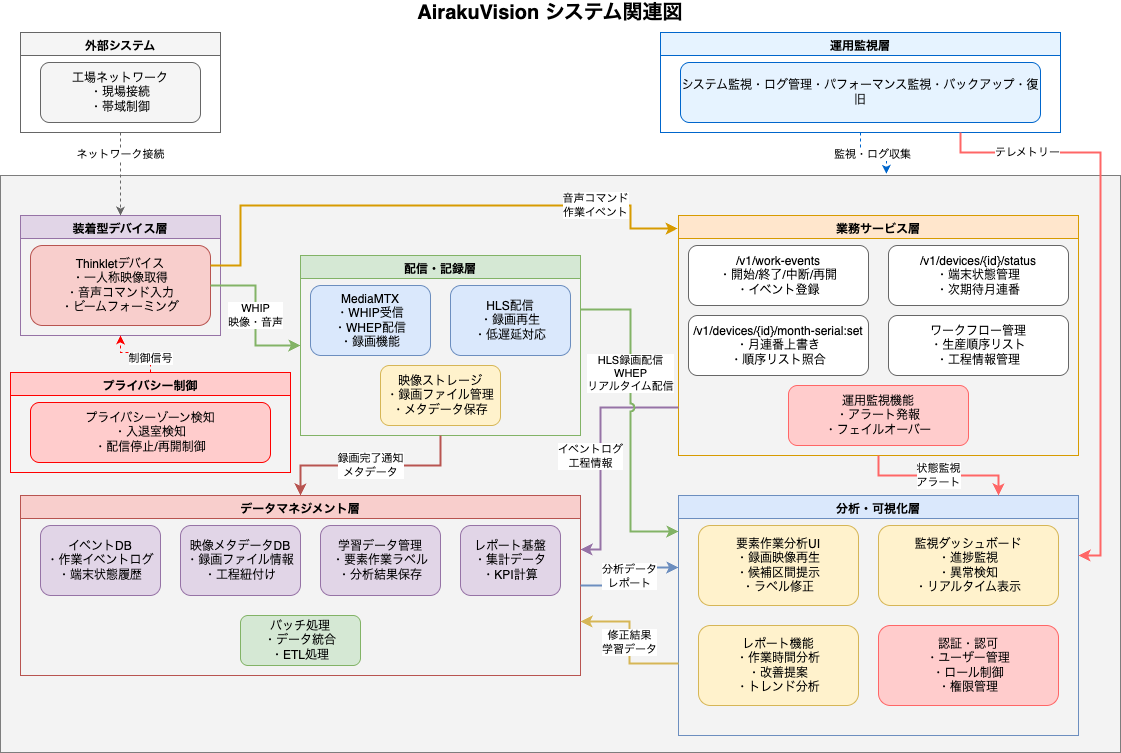 AirakuVision システム関連図
外部システム
工場ネットワーク
・現場接続
・帯域制御
運用監視層
システム監視・ログ管理・パフォーマンス監視・バックアップ・復
旧
ネットワーク接続
監視・ログ収集
テレメトリー
装着型デバイス層
Thinkletデバイス
・一人称映像取得
・音声コマンド入力
・ビームフォーミング
音声コマンド
作業イベント
WHIP
映像・音声
制御信号
プライバシー制御
プライバシーゾーン検知
・入退室検知
・配信停止/再開制御
配信・記録層
MediaMTX
・WHIP受信
・WHEP配信
・録画機能
HLS配信
・録画再生
・低遅延対応
映像ストレージ
・録画ファイル管理
・メタデータ保存
業務サービス層
/v1/work-events
・開始/終了/中断/再開
・イベント登録
/v1/devices/{id}/status
・端末状態管理
・次期待月連番
/v1/devices/{id}/month-serial:set
・月連番上書き
・順序リスト照合
ワークフロー管理
・生産順序リスト
・工程情報管理
運用監視機能
・アラート発報
・フェイルオーバー
HLS録画配信
WHEP
リアルタイム配信
イベントログ
工程情報
録画完了通知
メタデータ
状態監視
アラート
データマネジメント層
イベントDB
・作業イベントログ
・端末状態履歴
映像メタデータDB
・録画ファイル情報
・工程紐付け
学習データ管理
・要素作業ラベル
・分析結果保存
レポート基盤
・集計データ
・KPI計算
バッチ処理
・データ統合
・ETL処理
分析データ
レポート
修正結果
学習データ
分析・可視化層
要素作業分析UI
・録画映像再生
・候補区間提示
・ラベル修正
監視ダッシュボード
・進捗監視
・異常検知
・リアルタイム表示
レポート機能
・作業時間分析
・改善提案
・トレンド分析
認証・認可
・ユーザー管理
・ロール制御
・権限管理